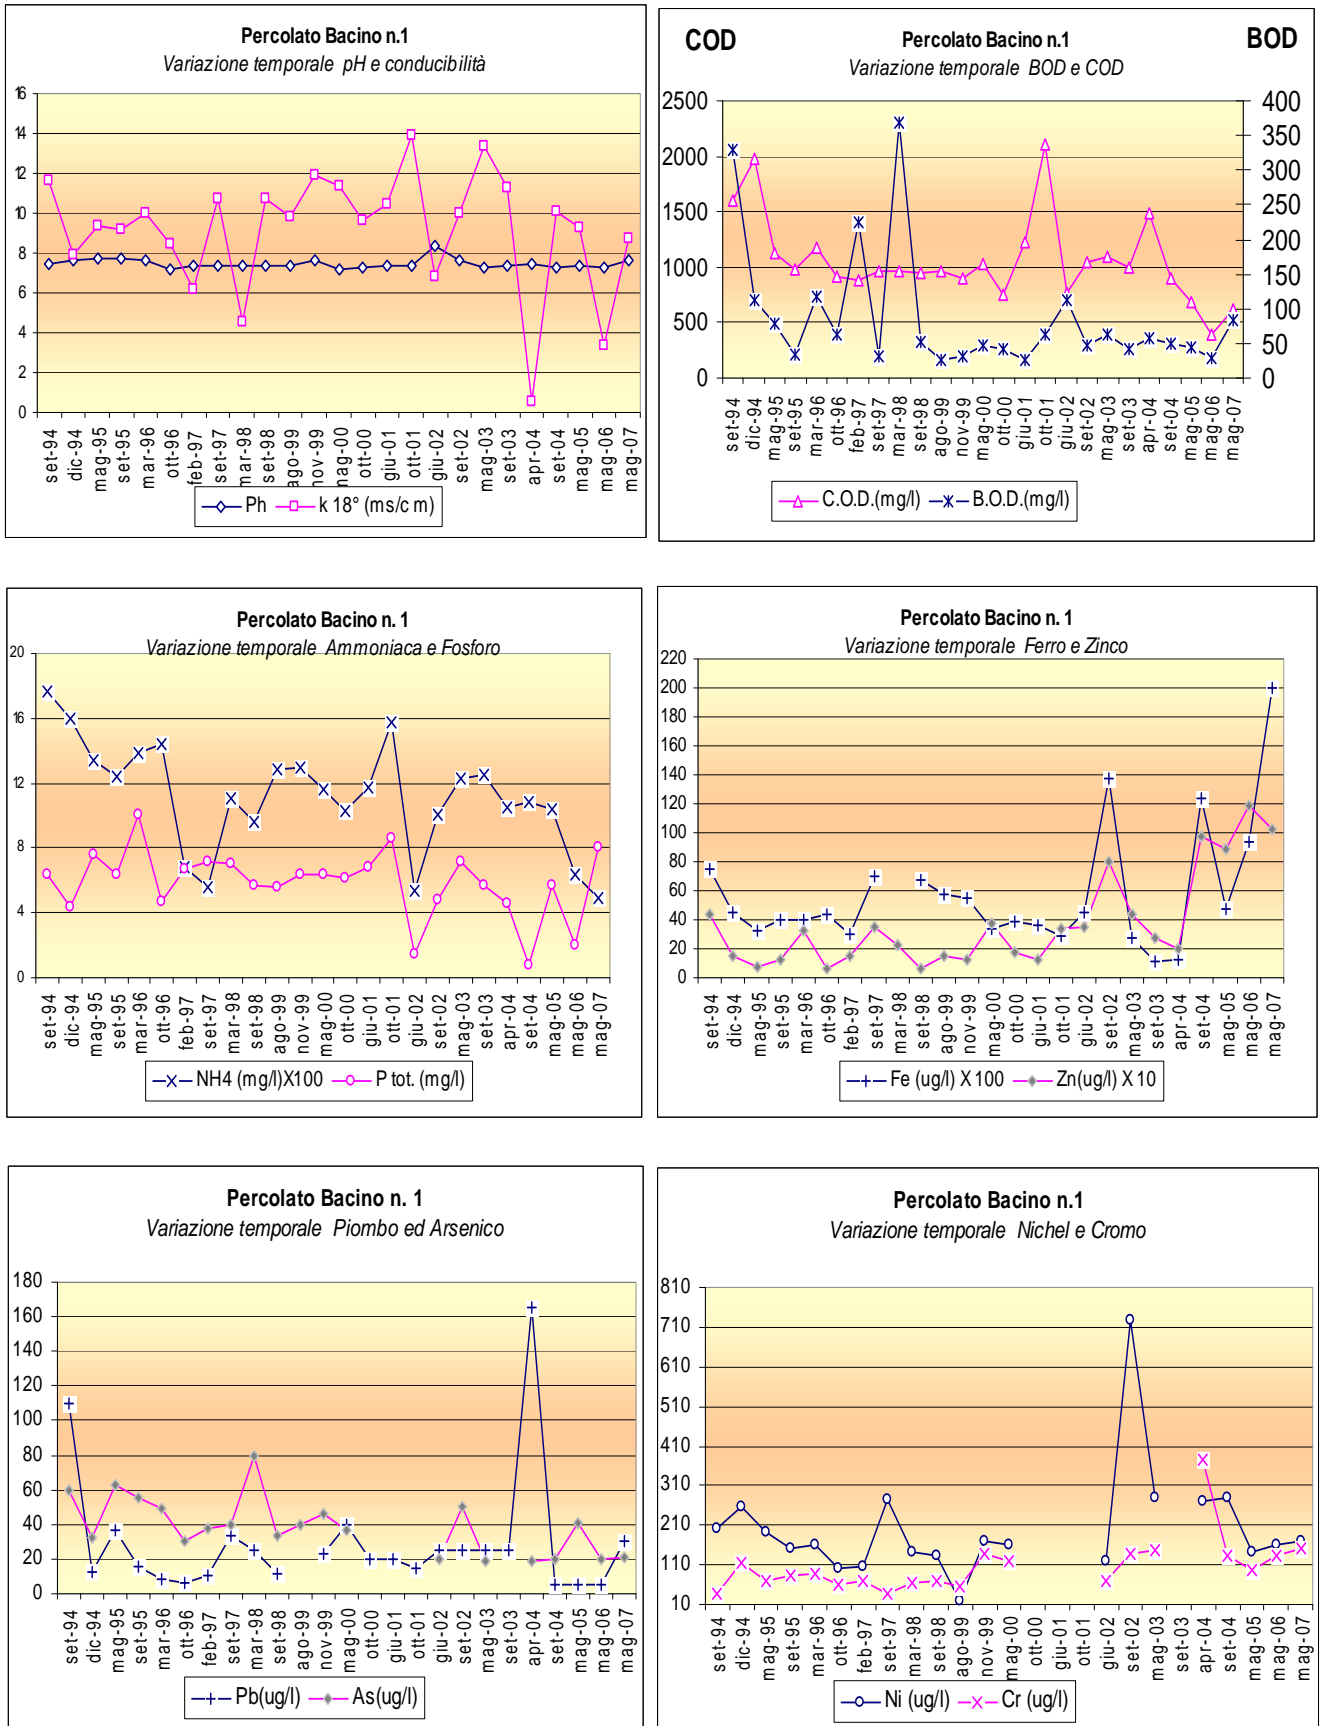 Percolato Bacino n.1
Variazione temporale pH e conducibilità
16
14
12
10
8
6
4
2
0
set-94
dic-94
mag-95
set-95
mar-96
ott-96
feb-97
set-97
mar-98
set-98
ago-99
nov-99
mag-00
ott-00
giu-01
ott-01
giu-02
set-02
mag-03
set-03
apr-04
set-04
mag-05
mag-06
mag-07
Ph k 18° (ms/c m)
COD Percolato Bacino n.1 BOD
Variazione temporale BOD e COD
2500
2000
1500
1000
500
0
400
350
300
250
200
150
100
50
0
set-94
dic-94
mag-95
set-95
mar-96
ott-96
feb-97
set-97
mar-98
set-98
ago-99
nov-99
mag-00
ott-00
giu-01
ott-01
giu-02
set-02
mag-03
set-03
apr-04
set-04
mag-05
mag-06
mag-07
C.O.D.(mg/l) B.O.D.(mg/l)
Percolato Bacino n. 1
Variazione temporale Ammoniaca e Fosforo
20
16
12
8
4
0
set-94
dic-94
mag-95
set-95
mar-96
ott-96
feb-97
set-97
mar-98
set-98
ago-99
nov-99
mag-00
ott-00
giu-01
ott-01
giu-02
set-02
mag-03
set-03
apr-04
set-04
mag-05
mag-06
mag-07
NH4 (mg/l)X100 P tot. (mg/l)
Percolato Bacino n. 1
Variazione temporale Ferro e Zinco
220
200
180
160
140
120
100
80
60
40
20
0
set-94
dic-94
mag-95
set-95
mar-96
ott-96
feb-97
set-97
mar-98
set-98
ago-99
nov-99
mag-00
ott-00
giu-01
ott-01
giu-02
set-02
mag-03
set-03
apr-04
set-04
mag-05
mag-06
mag-07
Fe (ug/l) X 100 Zn(ug/l) X 10
Percolato Bacino n. 1
Variazione temporale Piombo ed Arsenico
180
160
140
120
100
80
60
40
20
0
set-94
dic-94
mag-95
set-95
mar-96
ott-96
feb-97
set-97
mar-98
set-98
ago-99
nov-99
mag-00
ott-00
giu-01
ott-01
giu-02
set-02
mag-03
set-03
apr-04
set-04
mag-05
mag-06
mag-07
Pb(ug/l) As(ug/l)
Percolato Bacino n.1
Variazione temporale Nichel e Cromo
810
710
610
510
410
310
210
110
10
set-94
dic-94
mag-95
set-95
mar-96
ott-96
feb-97
set-97
mar-98
set-98
ago-99
nov-99
mag-00
ott-00
giu-01
ott-01
giu-02
set-02
mag-03
set-03
apr-04
set-04
mag-05
mag-06
mag-07
Ni (ug/l) Cr (ug/l)